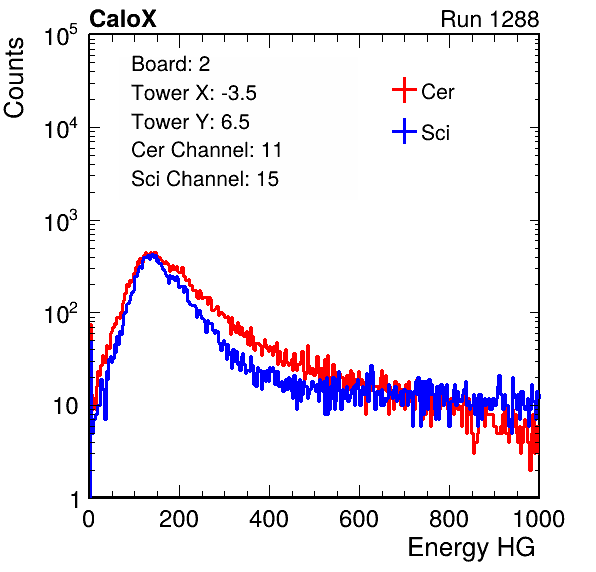 CaloX Run 1288
Counts
Board: 2
Tower X: -3.5
Tower Y: 6.5
Cer Channel: 11
Sci Channel: 15
Cer
Sci
10^5
10^4
10^3
10^2
10
1
0 200 400 600 800 1000
Energy HG